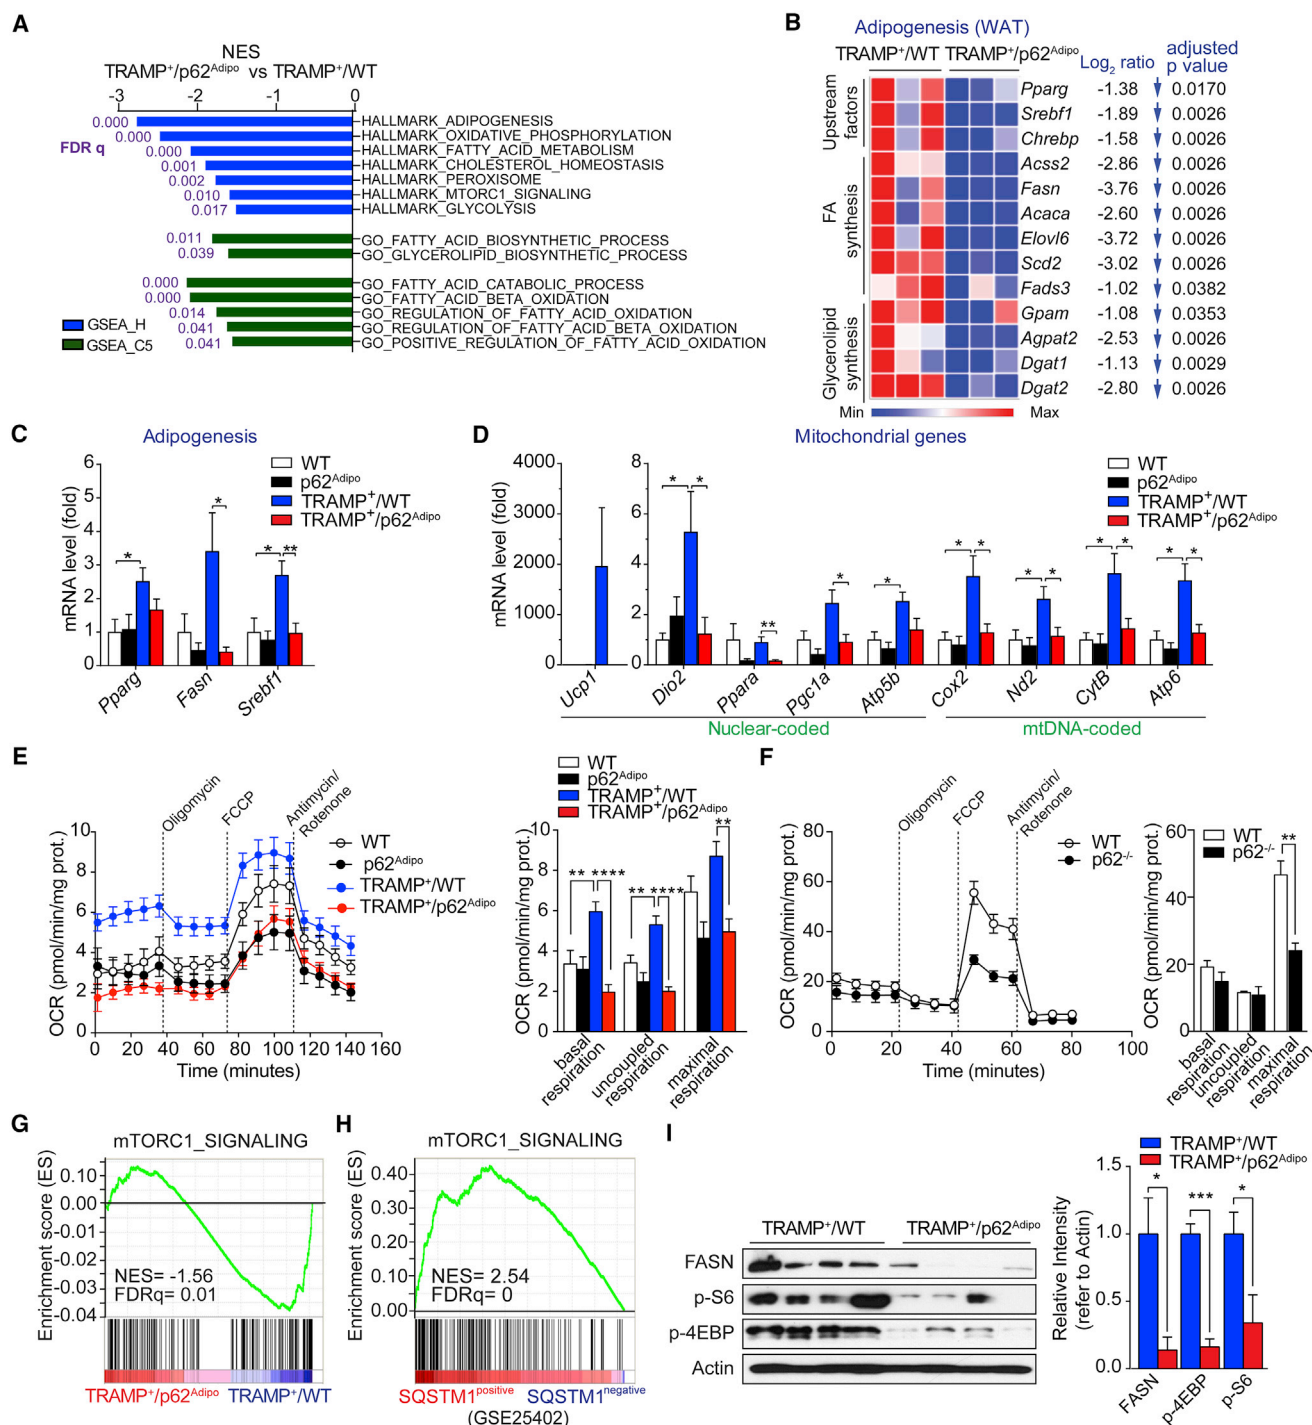 A
NES
TRAMP⁺/p62ᴬᵈⁱᵖᵒ vs TRAMP⁺/WT
-3 -2 -1 0
FDR q
0.000 HALLMARK_ADIPOGENESIS
0.000 HALLMARK_OXIDATIVE_PHOSPHORYLATION
0.000 HALLMARK_FATTY_ACID_METABOLISM
0.001 HALLMARK_CHOLESTEROL_HOMEOSTASIS
0.002 HALLMARK_PEROXISOME
0.010 HALLMARK_MTORC1_SIGNALING
0.017 HALLMARK_GLYCOLYSIS
0.011 GO_FATTY_ACID_BIOSYNTHETIC_PROCESS
0.039 GO_GLYCEROLIPID_BIOSYNTHETIC_PROCESS
0.000 GO_FATTY_ACID_CATABOLIC_PROCESS
0.000 GO_FATTY_ACID_BETA_OXIDATION
0.014 GO_REGULATION_OF_FATTY_ACID_OXIDATION
0.041 GO_REGULATION_OF_FATTY_ACID_BETA_OXIDATION
0.041 GO_POSITIVE_REGULATION_OF_FATTY_ACID_OXIDATION
GSEA_H
GSEA_C5
B
Adipogenesis (WAT)
TRAMP⁺/WT TRAMP⁺/p62ᴬᵈⁱᵖᵒ
Log₂ ratio
adjusted
p value
Upstream
factors
FA
synthesis
Glycerolipid
synthesis
Pparg -1.38 0.0170
Srebf1 -1.89 0.0026
Chrebp -1.58 0.0026
Acss2 -2.86 0.0026
Fasn -3.76 0.0026
Acaca -2.60 0.0026
Elovl6 -3.72 0.0026
Scd2 -3.02 0.0026
Fads3 -1.02 0.0382
Gpam -1.08 0.0353
Agpat2 -2.53 0.0026
Dgat1 -1.13 0.0029
Dgat2 -2.80 0.0026
Min Max
C
Adipogenesis
mRNA level (fold)
6
5
4
3
2
1
0
WT
p62ᴬᵈⁱᵖᵒ
TRAMP⁺/WT
TRAMP⁺/p62ᴬᵈⁱᵖᵒ
* * * **
Pparg Fasn Srebf1
D
Mitochondrial genes
mRNA level (fold)
4000
3000
2000
1000
0
8
6
4
2
0
WT
p62ᴬᵈⁱᵖᵒ
TRAMP⁺/WT
TRAMP⁺/p62ᴬᵈⁱᵖᵒ
* * ** * * * * * * * * * *
Ucp1 Dio2 Ppara Pgc1a Atp5b Cox2 Nd2 CytB Atp6
Nuclear-coded mtDNA-coded
E
OCR (pmol/min/mg prot.)
10
8
6
4
2
0
Oligomycin
FCCP
Antimycin/
Rotenone
WT
p62ᴬᵈⁱᵖᵒ
TRAMP⁺/WT
TRAMP⁺/p62ᴬᵈⁱᵖᵒ
0 20 40 60 80 100 120 140 160
Time (minutes)
WT
p62ᴬᵈⁱᵖᵒ
TRAMP⁺/WT
TRAMP⁺/p62ᴬᵈⁱᵖᵒ
OCR (pmol/min/mg prot.)
10
8
6
4
2
0
** **** ** **** **
basal
respiration
uncoupled
respiration
maximal
respiration
F
OCR (pmol/min/mg prot.)
80
60
40
20
0
Oligomycin
FCCP
Antimycin/
Rotenone
WT
p62⁻/⁻
0 20 40 60 80 100
Time (minutes)
OCR (pmol/min/mg prot.)
60
40
20
0
WT
p62⁻/⁻
**
basal
respiration
uncoupled
respiration
maximal
respiration
G
mTORC1_SIGNALING
Enrichment score (ES)
0.10
0.00
-0.01
-0.02
-0.03
-0.04
NES= -1.56
FDRq= 0.01
TRAMP⁺/p62ᴬᵈⁱᵖᵒ TRAMP⁺/WT
H
mTORC1_SIGNALING
Enrichment score (ES)
0.40
0.30
0.20
0.10
0.00
NES= 2.54
FDRq= 0
SQSTM1ᵖᵒˢⁱᵗⁱᵛᵉ SQSTM1ⁿᵉᵍᵃᵗⁱᵛᵉ
(GSE25402)
I
TRAMP⁺/WT TRAMP⁺/p62ᴬᵈⁱᵖᵒ
FASN
p-S6
p-4EBP
Actin
TRAMP⁺/WT
TRAMP⁺/p62ᴬᵈⁱᵖᵒ
Relative Intensity
(refer to Actin)
1.5
1.0
0.5
0.0
* *** *
FASN p-4EBP p-S6